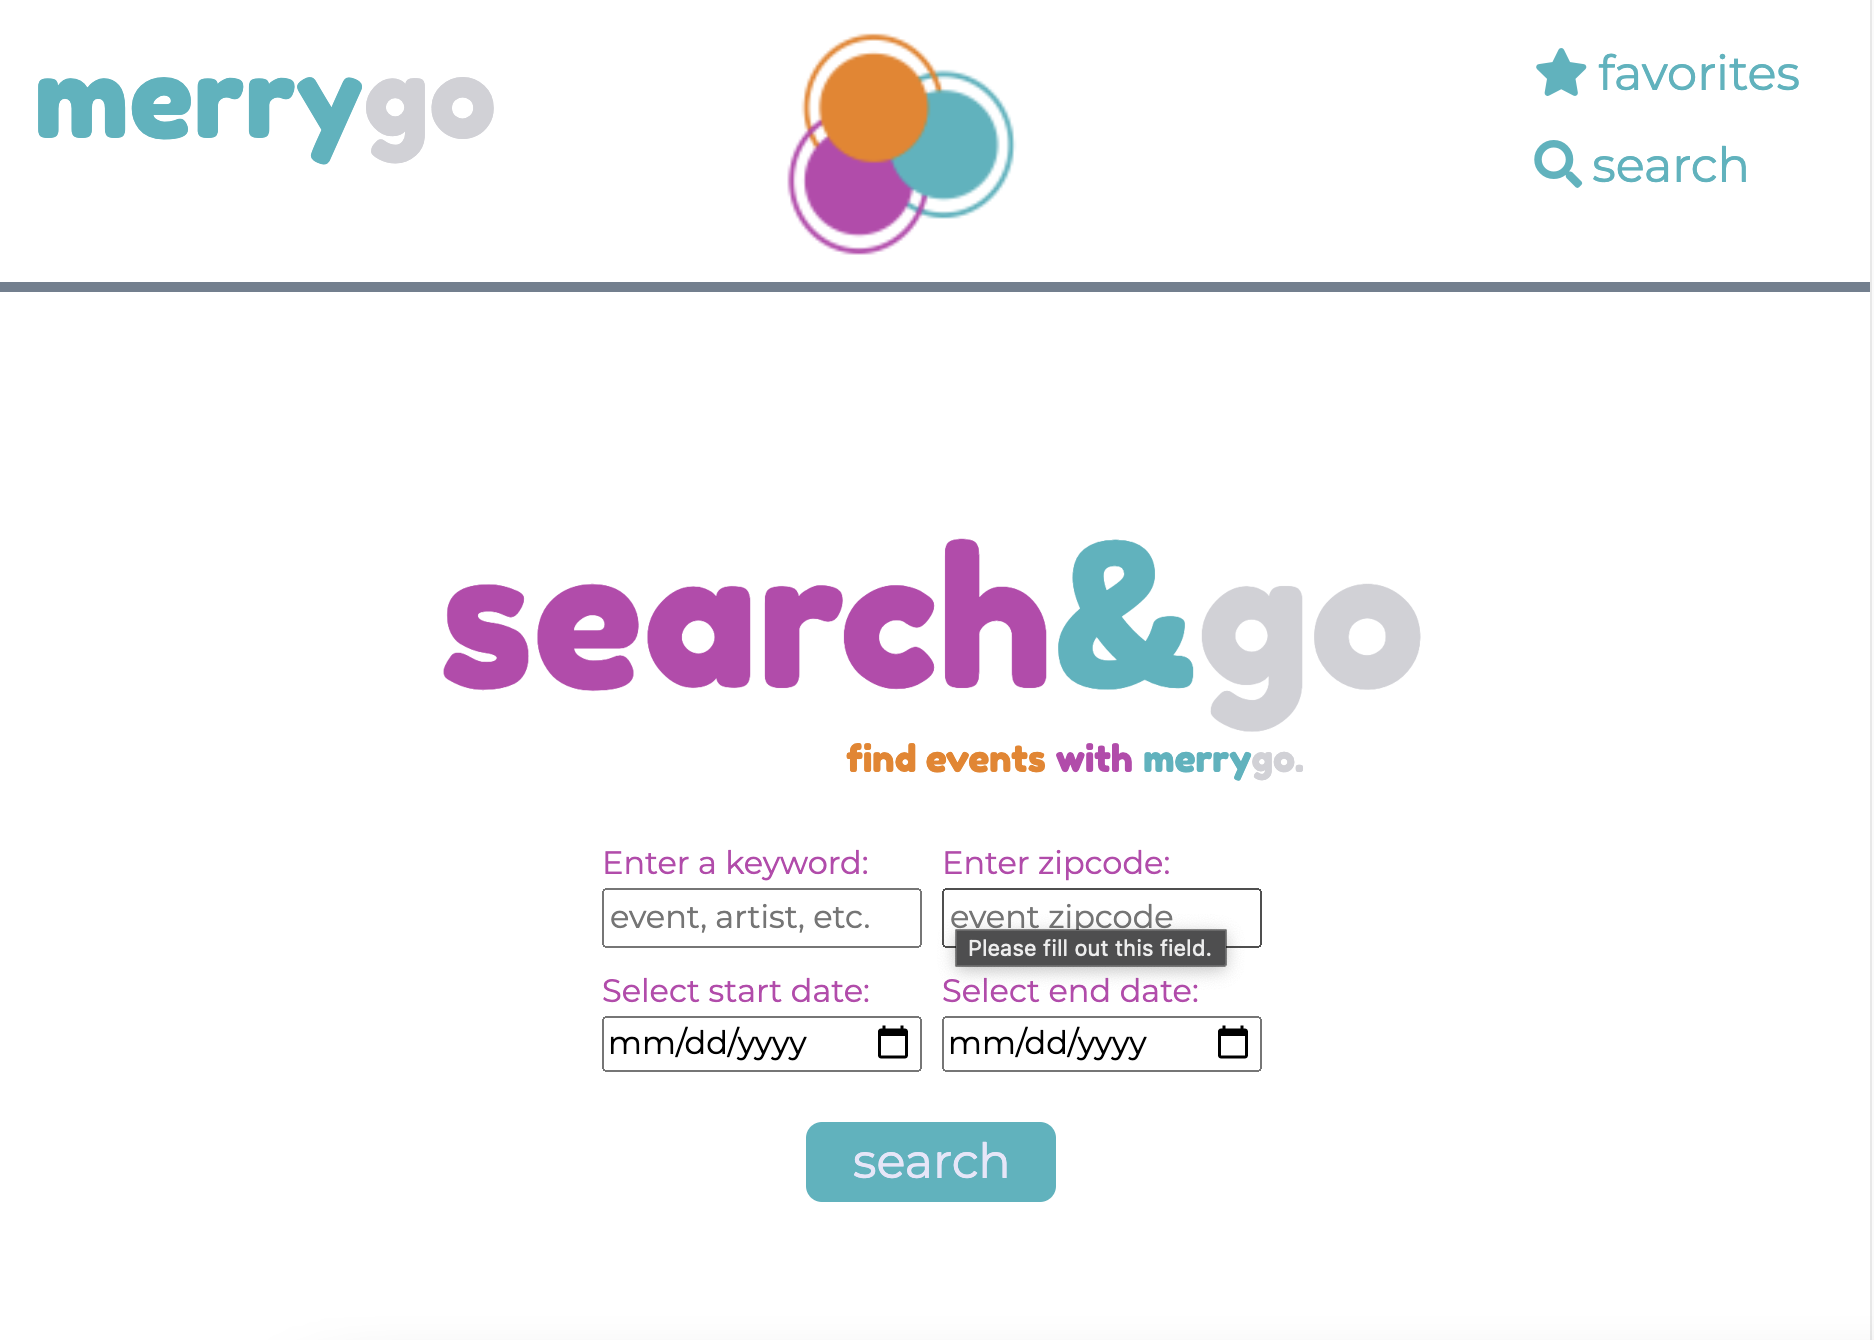 merrygo
favorites
search
search&go
find events with merrygo.
Enter a keyword: Enter zipcode:
event, artist, etc. event zipcode
Please fill out this field.
Select start date: Select end date:
mm/dd/yyyy mm/dd/yyyy
search